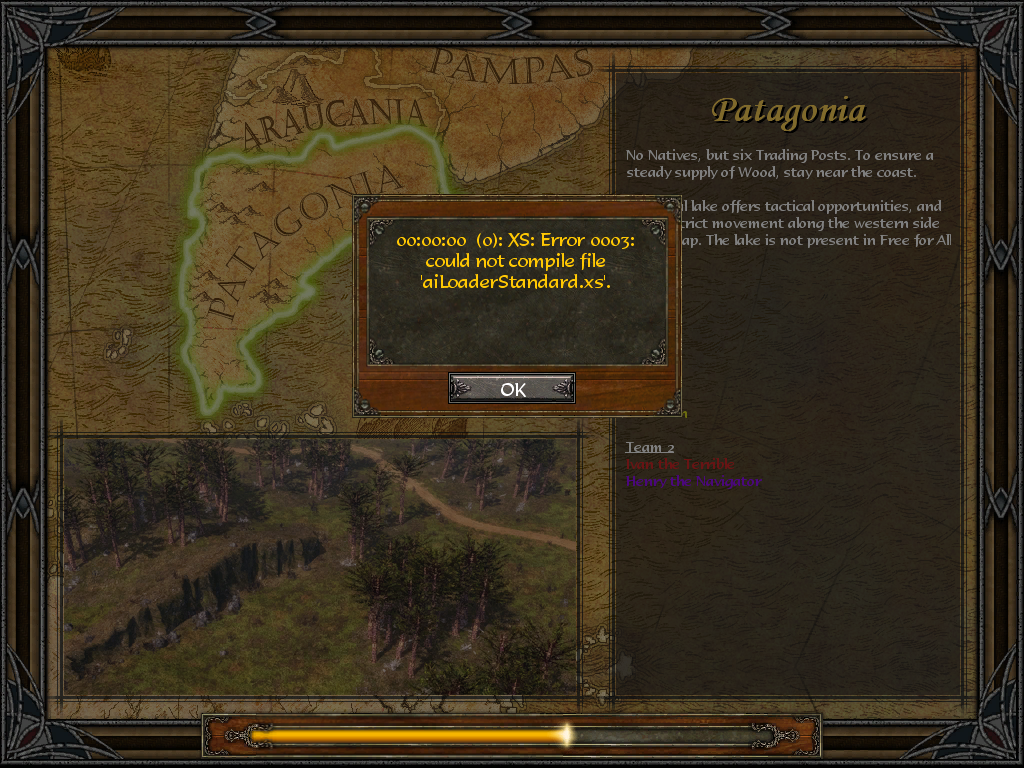 PAMPAS
ARAUCANIA
PATAGONIA
Patagonia
No Natives, but six Trading Posts. To ensure a
steady supply of Wood, stay near the coast.
l lake offers tactical opportunities, and
trict movement along the western side
ap. The lake is not present in Free for All
00:00:00 (0): XS: Error 0003:
could not compile file
'aiLoaderStandard.xs'.
OK
1
Team 2
Ivan the Terrible
Henry the Navigator